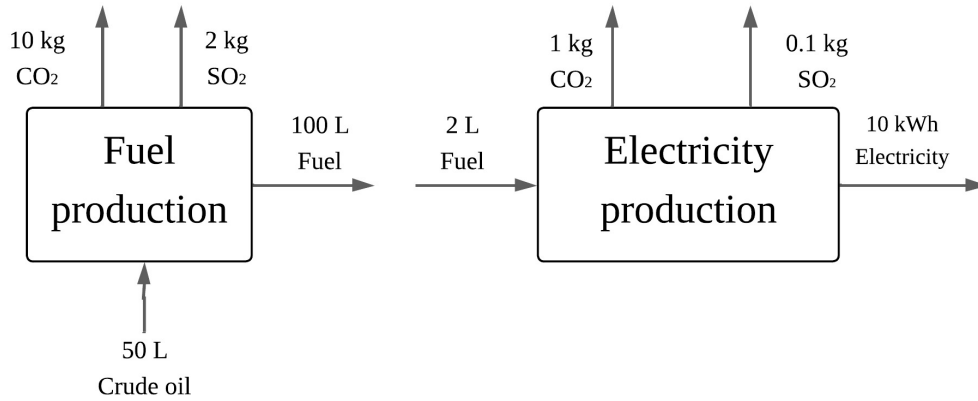 10 kg
CO₂
2 kg
SO₂
Fuel
production
100 L
Fuel
50 L
Crude oil
2 L
Fuel
1 kg
CO₂
0.1 kg
SO₂
Electricity
production
10 kWh
Electricity